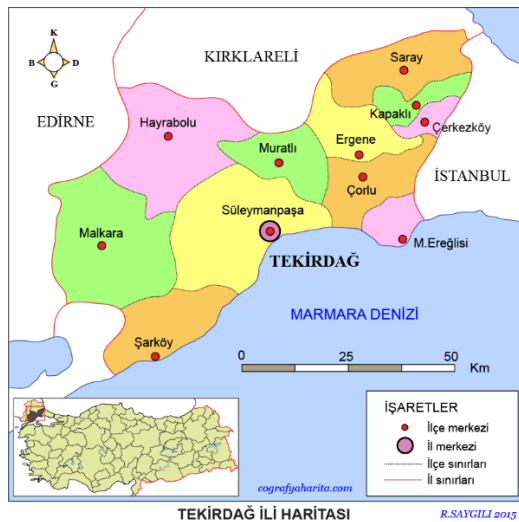 K
B D
G
KIRKLARELİ
EDİRNE
İSTANBUL
Saray
Kapaklı
Çerkezköy
Hayrabolu
Muratlı
Ergene
Çorlu
Süleymanpaşa
Malkara
M.Ereğlisi
TEKİRDAĞ
MARMARA DENİZİ
Şarköy
0 25 50
Km
İŞARETLER
İlçe merkezi
İl merkezi
İlçe sınırları
İl sınırları
cografyaharita.com
TEKİRDAĞ İLİ HARİTASI
R.SAYGILI 2015